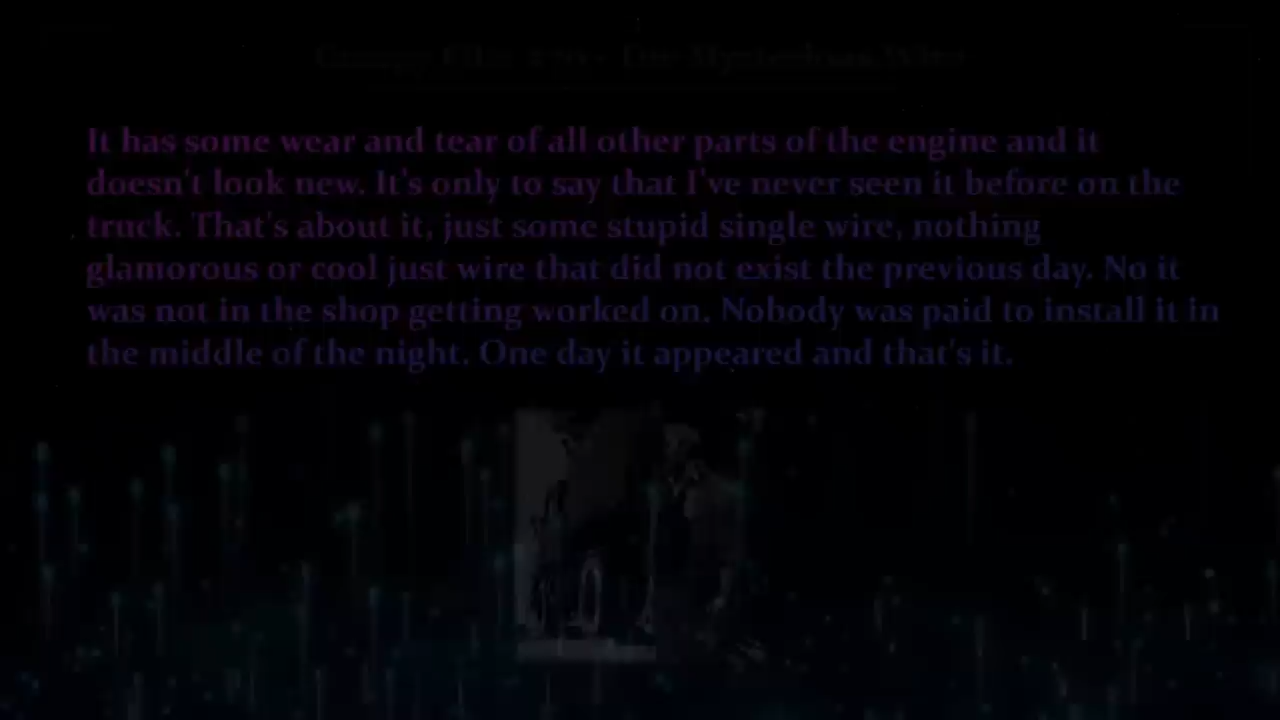 The Mysterious Wire
It has some wear and tear of all other parts of the engine and it
doesn't look new. It's only to say that I've never seen it before on the
truck. That's about it, just some stupid single wire, nothing
glamorous or cool just wire that did not exist the previous day. No it
was not in the shop getting worked on. Nobody was paid to install it in
the middle of the night. One day it appeared and that's it.